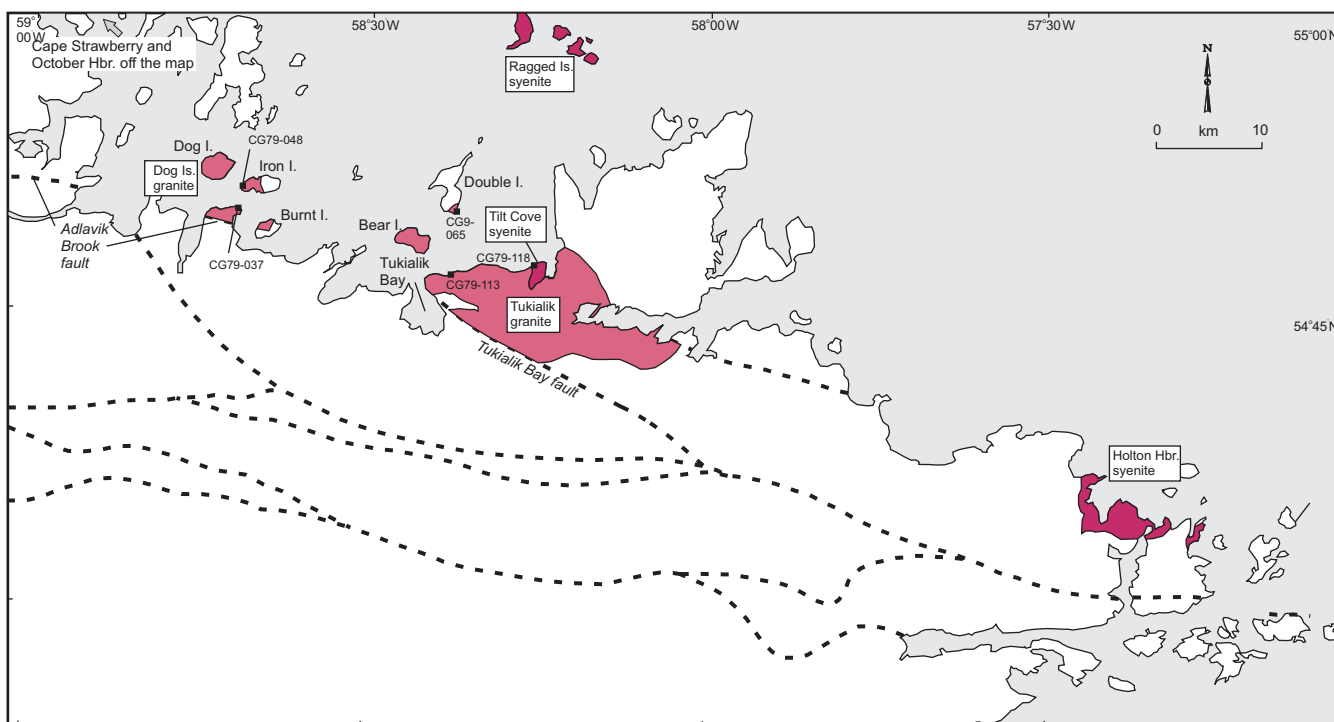 59°
00'W
58°30'W
58°00'W
57°30'W
55°00'N
Cape Strawberry and
October Hbr. off the map
Ragged Is.
syenite
N
0 km 10
CG79-048
Dog I.
Iron I.
Dog Is.
granite
Double I.
Burnt I.
Adlavik
Brook
fault
CG79-037
Bear I.
CG9-
065
Tilt Cove
syenite
Tukialik
Bay
CG79-118
CG79-113
Tukialik
granite
54°45'N
Tukialik Bay fault
Holton Hbr.
syenite